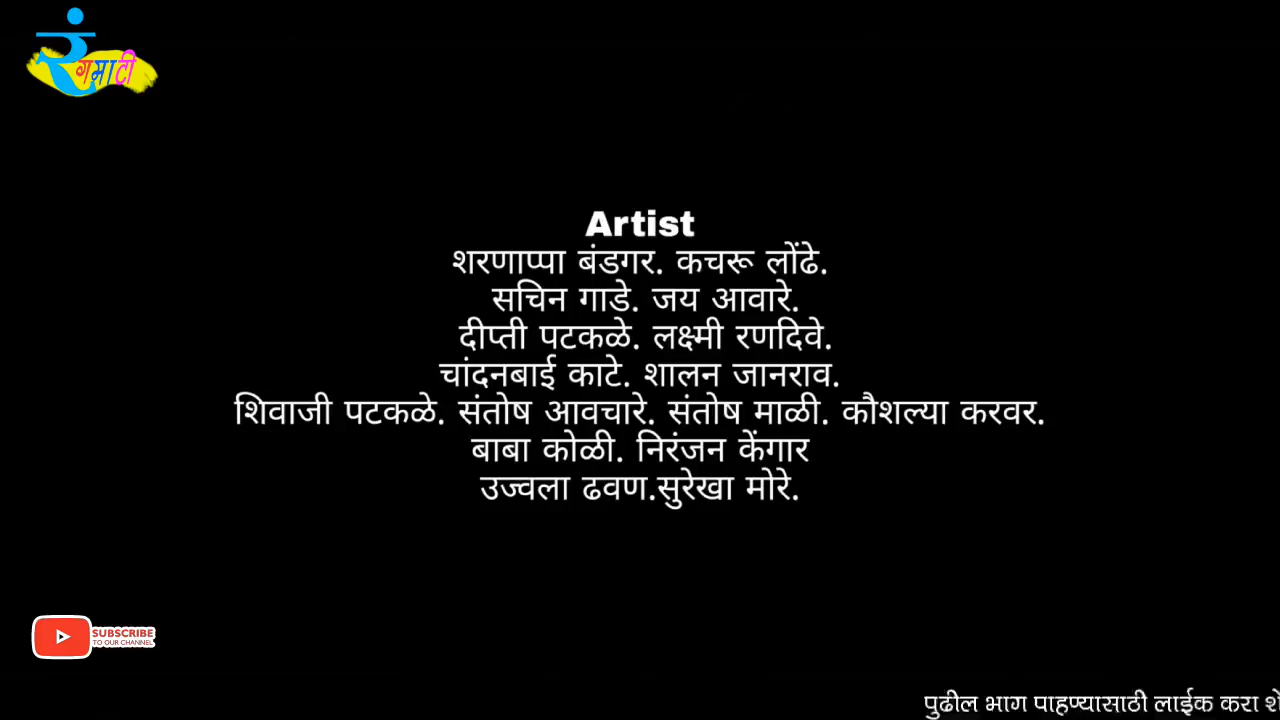 रंगमाटी
Artist
शरणाप्पा बंडगर. कचरू लोंढे.
सचिन गाडे. जय आवारे.
दीप्ती पटकळे. लक्ष्मी रणदिवे.
चांदनबाई काटे. शालन जानराव.
शिवाजी पटकळे. संतोष आवचारे. संतोष माळी. कौशल्या करवर.
बाबा कोळी. निरंजन केंगार
उज्वला ढवण.सुरेखा मोरे.
SUBSCRIBE
TO OUR CHANNEL
पुढील भाग पाहण्यासाठी लाईक करा शे